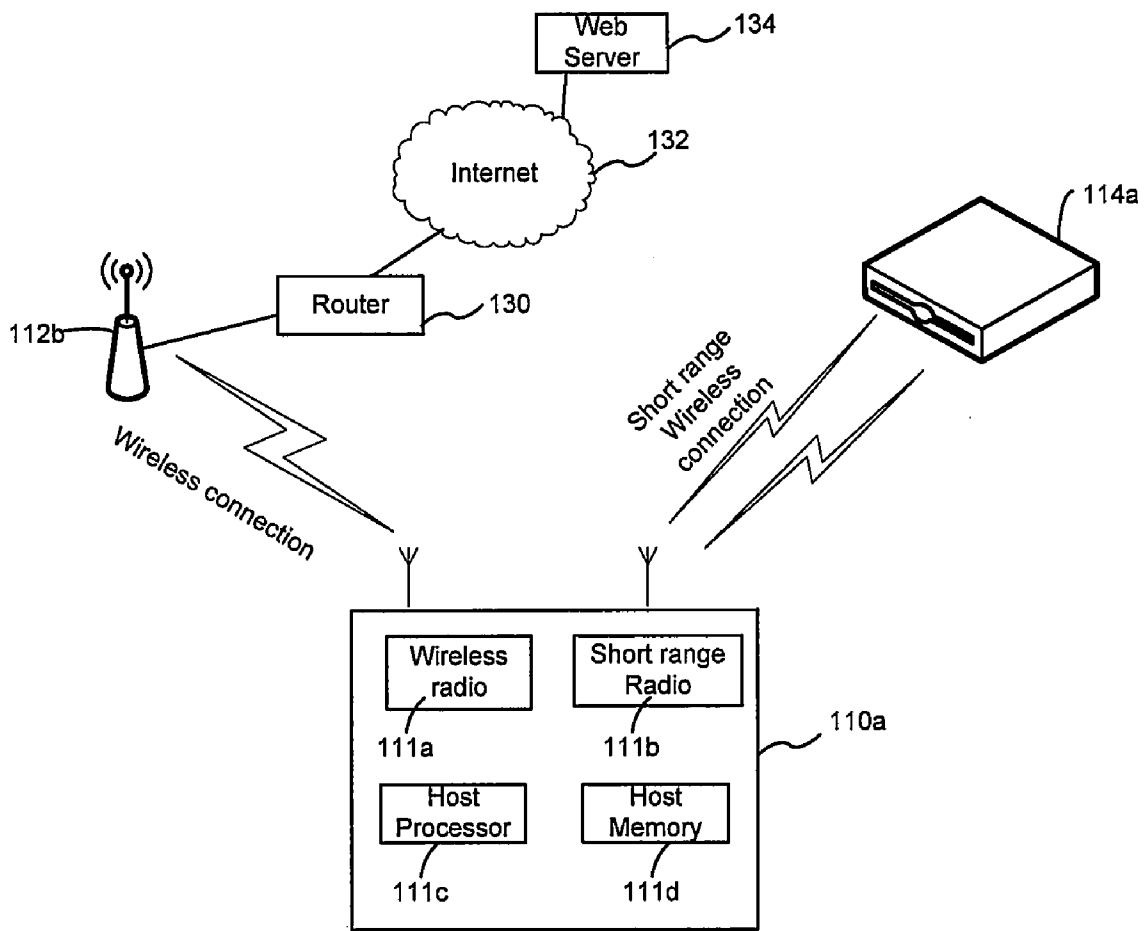 Web
Server
134
Internet
132
114a
Router
130
112b
Short range
Wireless
connection
Wireless connection
Wireless
radio
Short range
Radio
111a
111b
110a
Host
Processor
Host
Memory
111c
111d